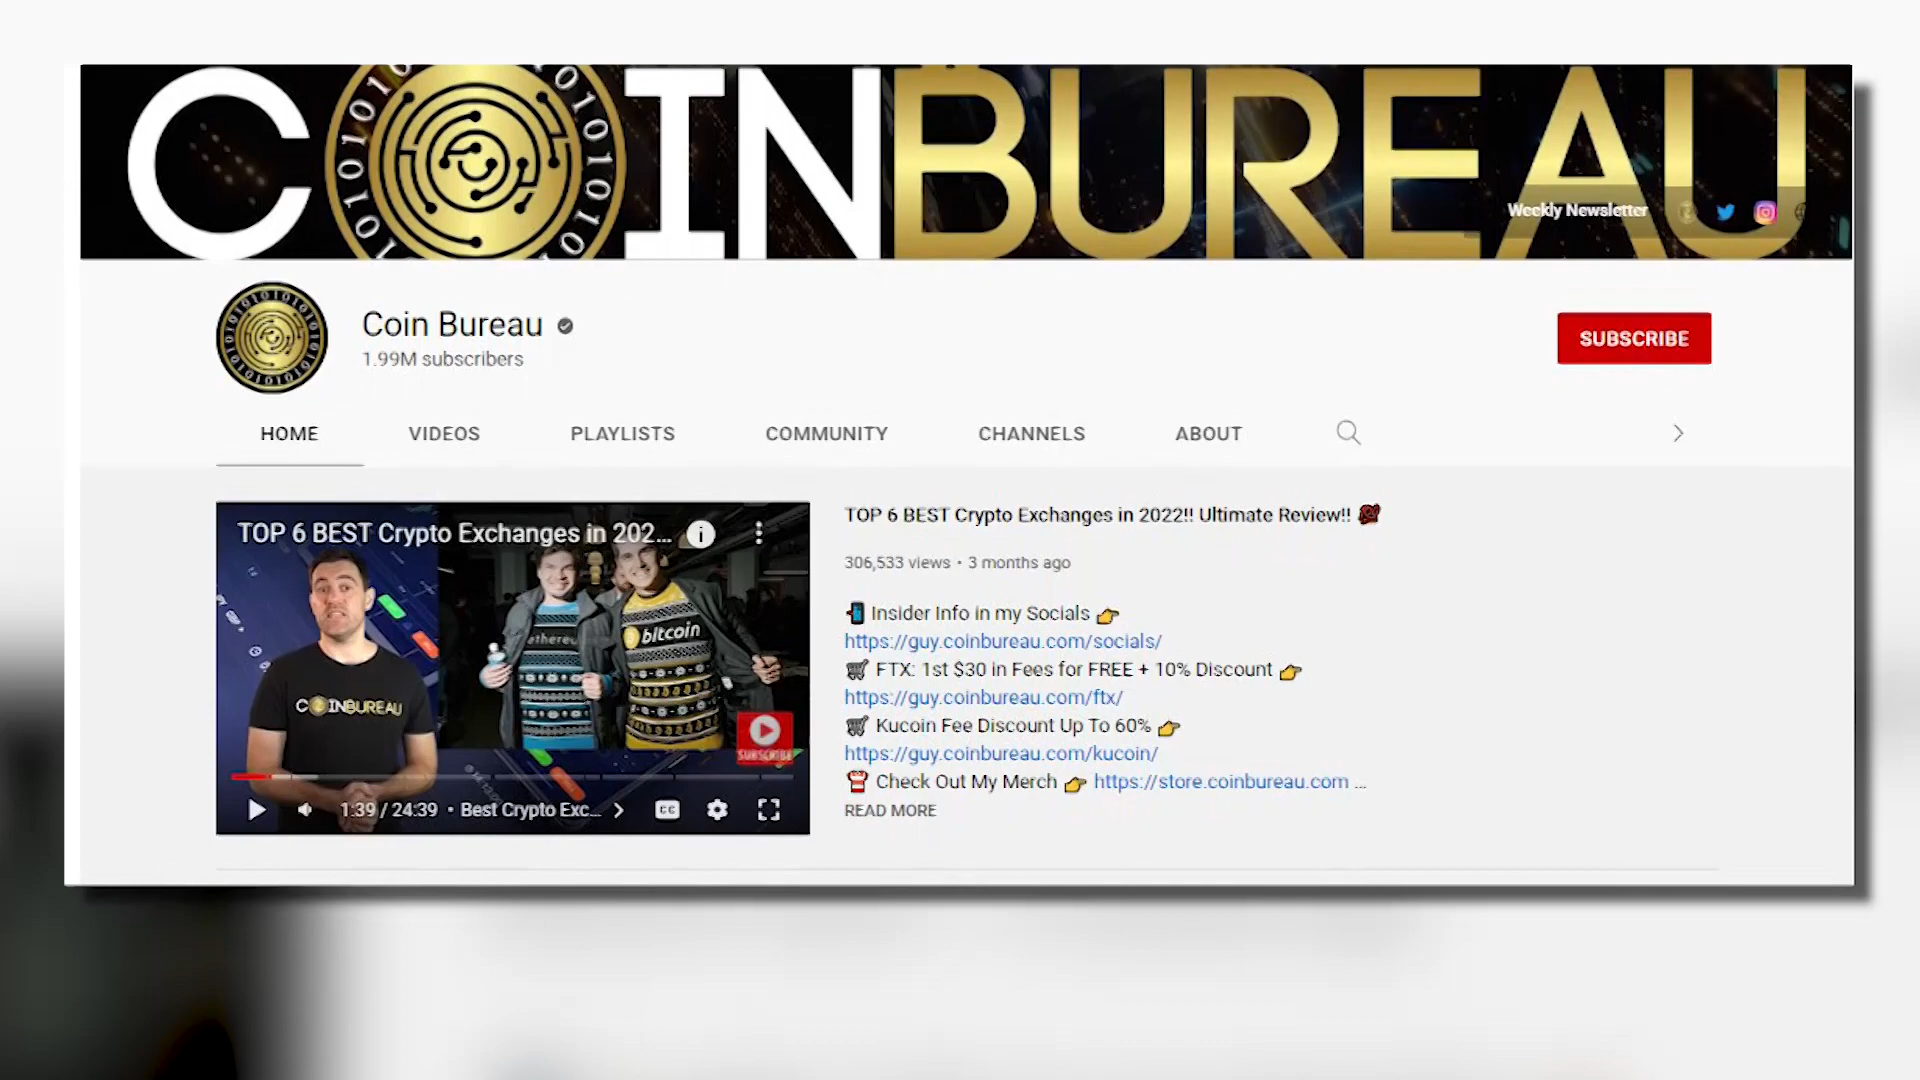 COINBUREAU
Weekly Newsletter
Coin Bureau
1.99M subscribers
SUBSCRIBE
HOME VIDEOS PLAYLISTS COMMUNITY CHANNELS ABOUT
TOP 6 BEST Crypto Exchanges in 202...
ethereu
bitcoin
COINBUREAU
SUBSCRIBE
1:39 / 24:39 • Best Crypto Exc...
CC
TOP 6 BEST Crypto Exchanges in 2022!! Ultimate Review!! 💯
306,533 views • 3 months ago
📲 Insider Info in my Socials 👉
https://guy.coinbureau.com/socials/
🛒 FTX: 1st $30 in Fees for FREE + 10% Discount 👉
https://guy.coinbureau.com/ftx/
🛒 Kucoin Fee Discount Up To 60% 👉
https://guy.coinbureau.com/kucoin/
👕 Check Out My Merch 👉 https://store.coinbureau.com ...
READ MORE